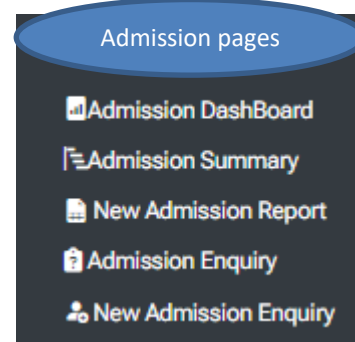 Admission pages
Admission DashBoard
Admission Summary
New Admission Report
Admission Enquiry
New Admission Enquiry